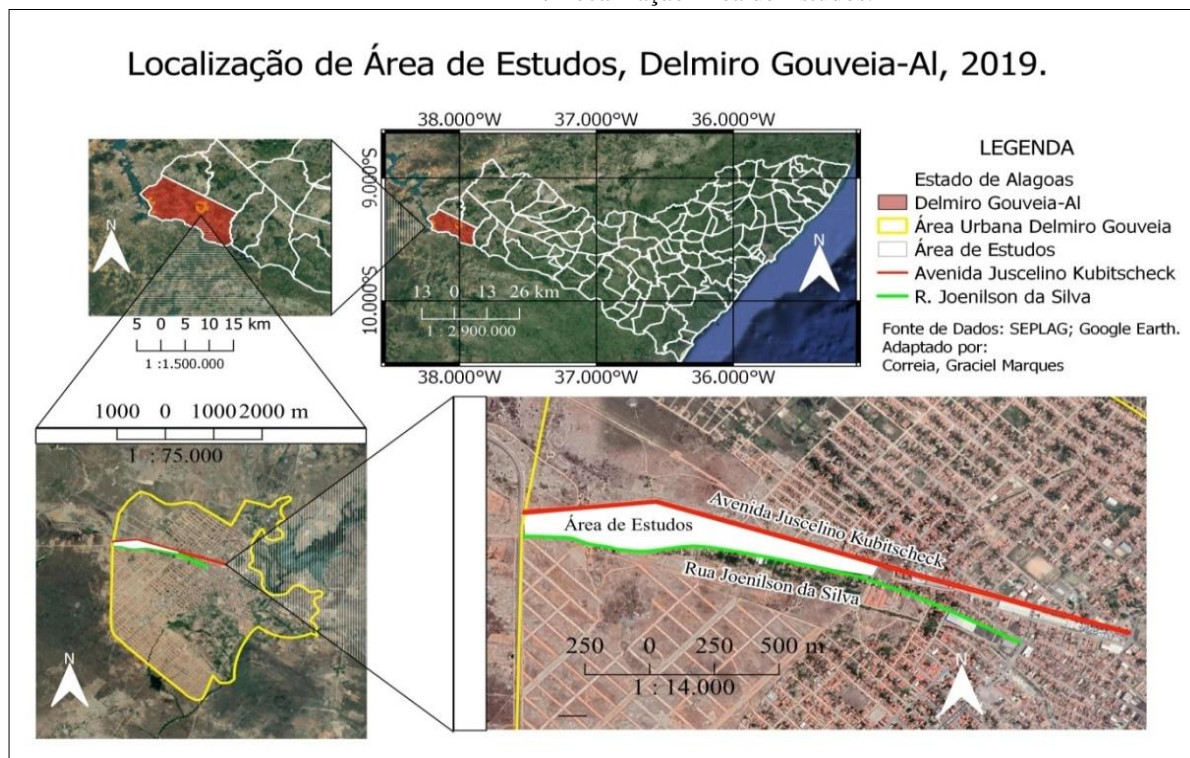 Localização de Área de Estudos, Delmiro Gouveia-Al, 2019.
38.000°W 37.000°W 36.000°W
9.000°S
10.000°S
N
13 0 13 26 km
1 : 2.900.000
38.000°W 37.000°W 36.000°W
N
5 0 5 10 15 km
1 :1.500.000
LEGENDA
Estado de Alagoas
Delmiro Gouveia-Al
Área Urbana Delmiro Gouveia
Área de Estudos
Avenida Juscelino Kubitscheck
R. Joenilson da Silva
Fonte de Dados: SEPLAG; Google Earth.
Adaptado por:
Correia, Graciel Marques
1000 0 1000 2000 m
1 : 75.000
N
Avenida Juscelino Kubitscheck
Área de Estudos
Rua Joenilson da Silva
250 0 250 500 m
1 : 14.000
N